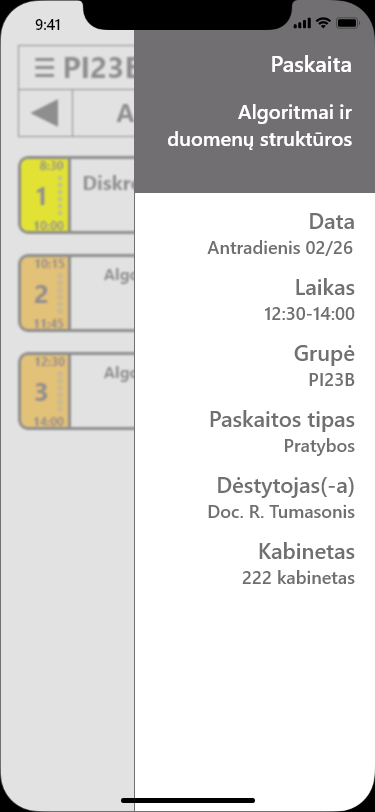 9:41
PI23B
8:30
1
10:00
10:15
2
11:45
12:30
3
14:00
Paskaita
Algoritmai ir
duomenų struktūros
Data
Antradienis 02/26
Laikas
12:30-14:00
Grupė
PI23B
Paskaitos tipas
Pratybos
Dėstytojas(-a)
Doc. R. Tumasonis
Kabinetas
222 kabinetas